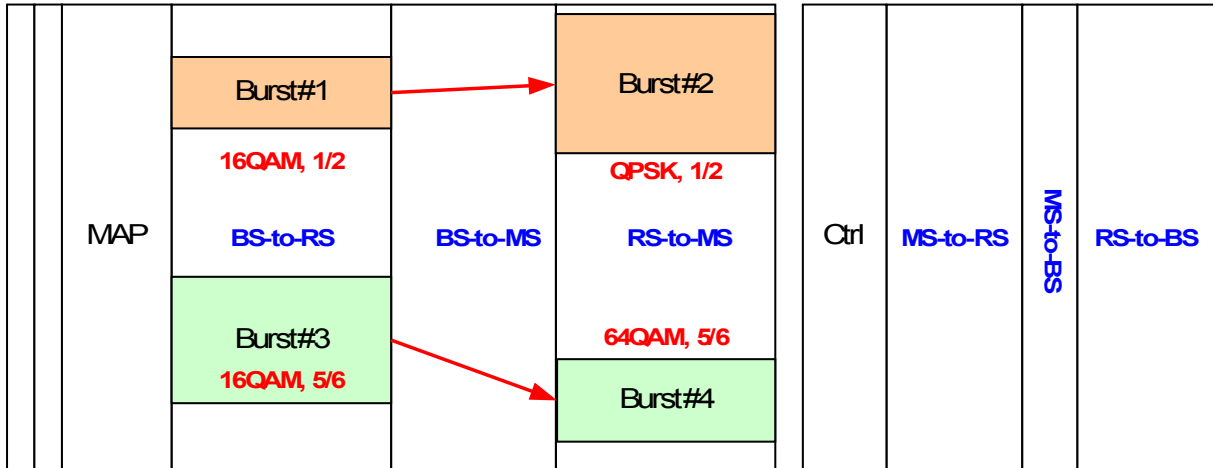 Burst#1
Burst#2
16QAM, 1/2
QPSK, 1/2
MAP
BS-to-RS
BS-to-MS
RS-to-MS
Ctrl
MS-to-RS
MS-to-BS
RS-to-BS
Burst#3
64QAM, 5/6
16QAM, 5/6
Burst#4